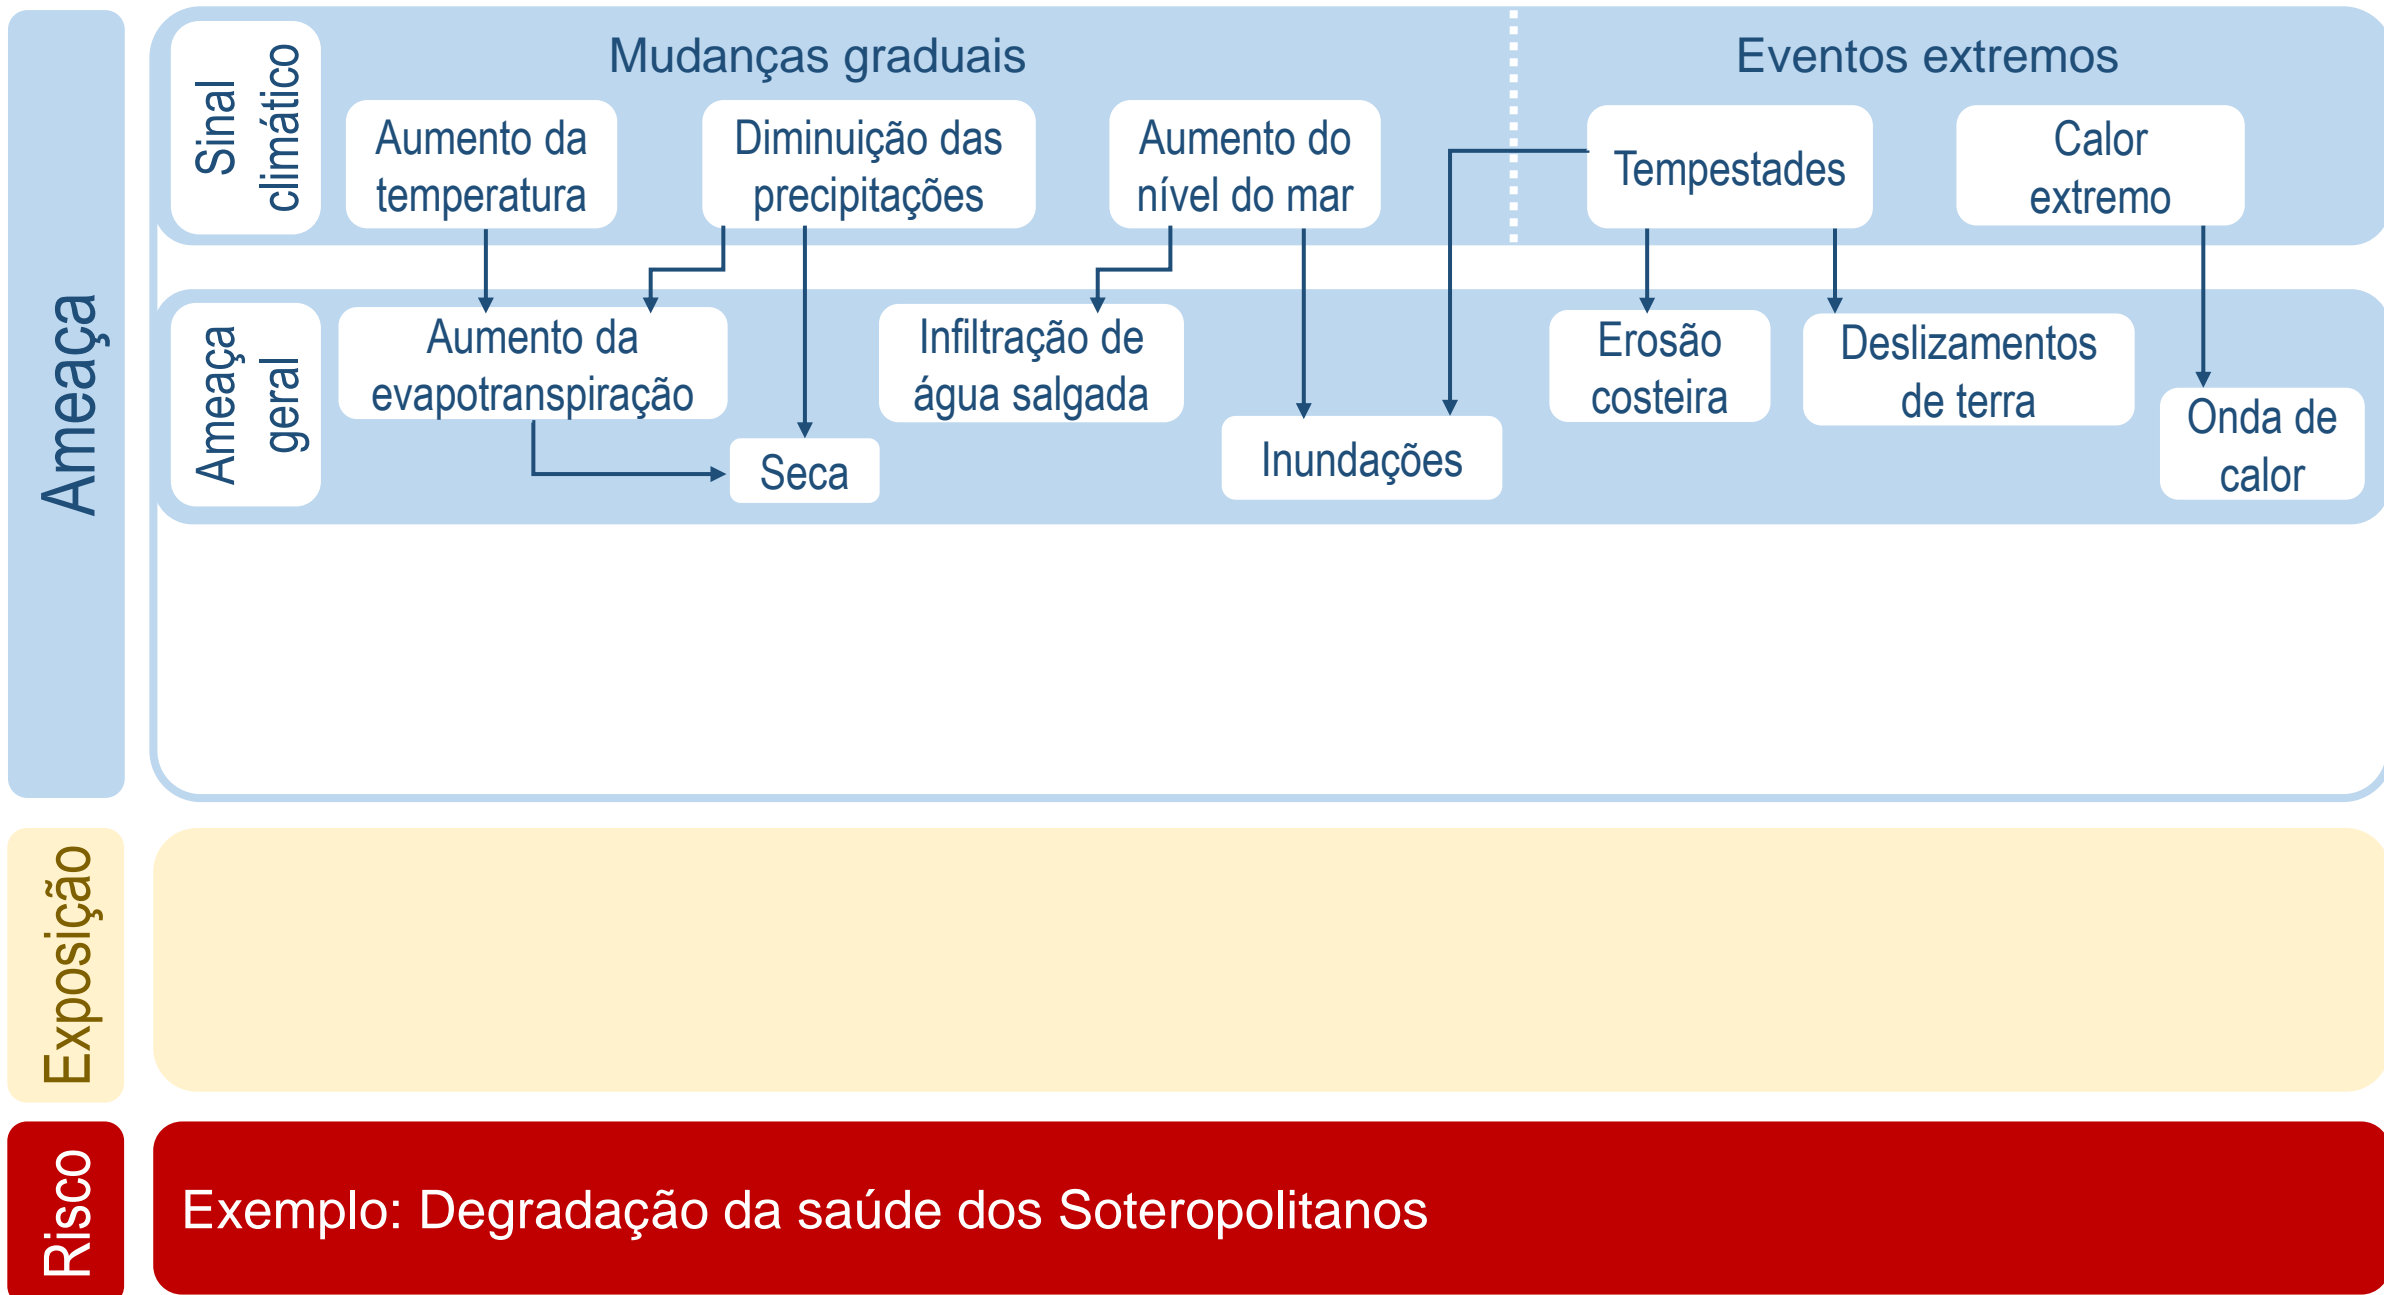 Ameaça
Sinal
climático
Mudanças graduais
Eventos extremos
Aumento da
temperatura
Diminuição das
precipitações
Aumento do
nível do mar
Tempestades
Calor
extremo
Ameaça
geral
Aumento da
evapotranspiração
Seca
Infiltração de
água salgada
Inundações
Erosão
costeira
Deslizamentos
de terra
Onda de
calor
Exposição
Risco
Exemplo: Degradação da saúde dos Soteropolitanos